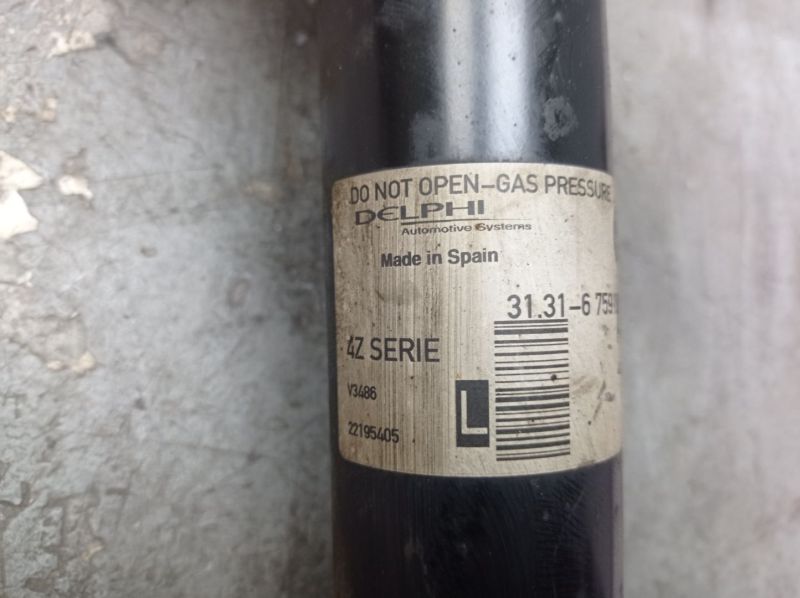 DO NOT OPEN-GAS PRESSURE
DELPHI
Automotive Systems
Made in Spain
31.31-6 759
4Z SERIE
L
V3486
22195405